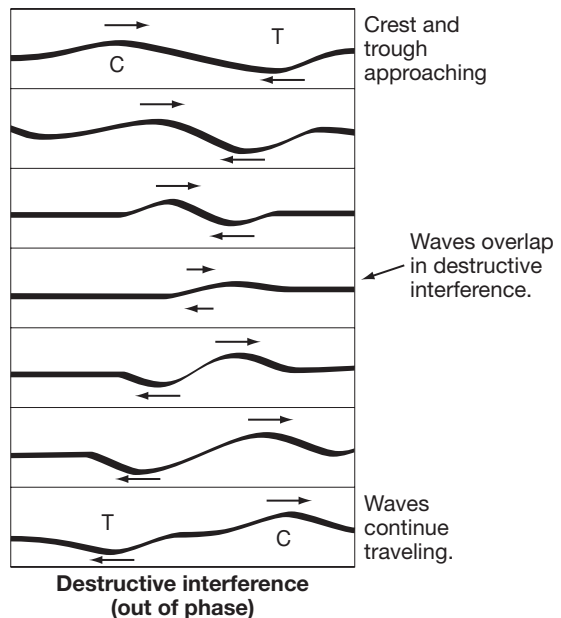 Crest and
trough
approaching
T
C
Waves overlap
in destructive
interference.
T
C
Waves
continue
traveling.
Destructive interference
(out of phase)